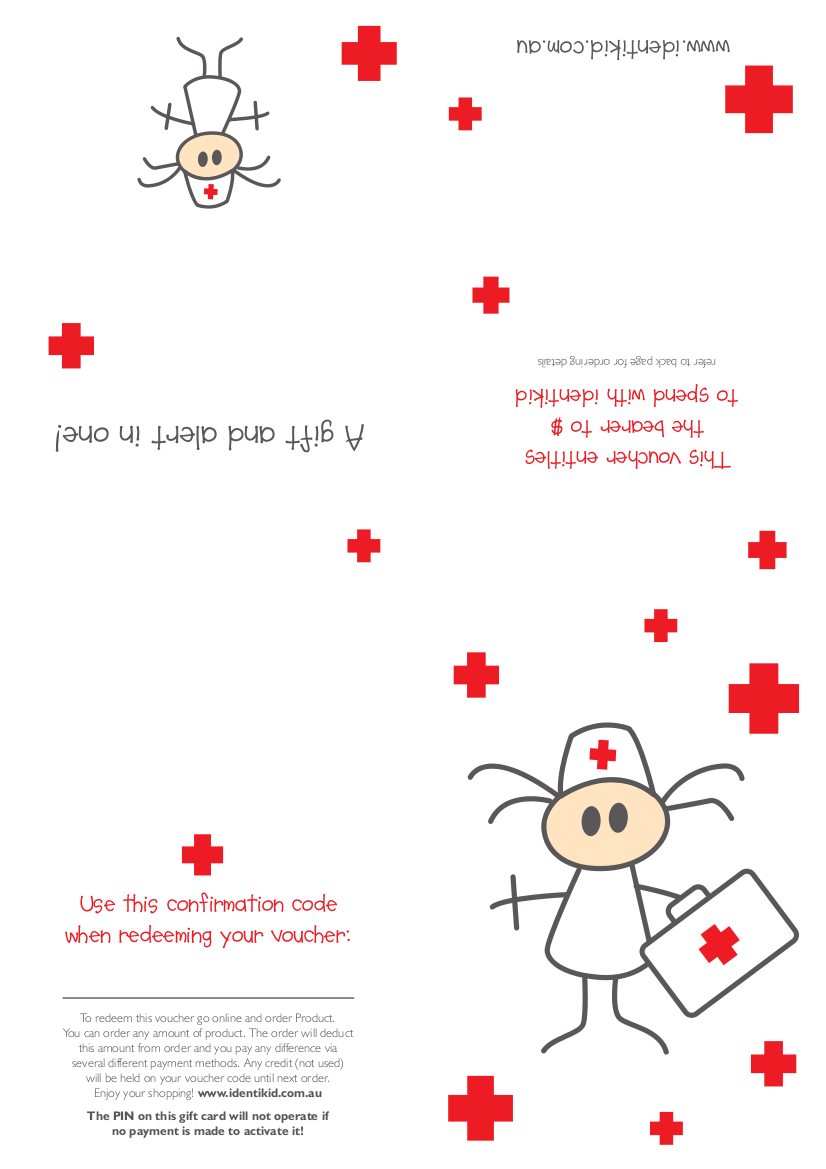 www.identikid.com.au
A gift and alert in one!
This voucher entitles
the bearer to $
to spend with identikid
refer to back page for ordering details
Use this confirmation code
when redeeming your voucher:
To redeem this voucher go online and order Product.
You can order any amount of product. The order will deduct
this amount from order and you pay any difference via
several different payment methods. Any credit (not used)
will be held on your voucher code until next order.
Enjoy your shopping! www.identikid.com.au
The PIN on this gift card will not operate if
no payment is made to activate it!